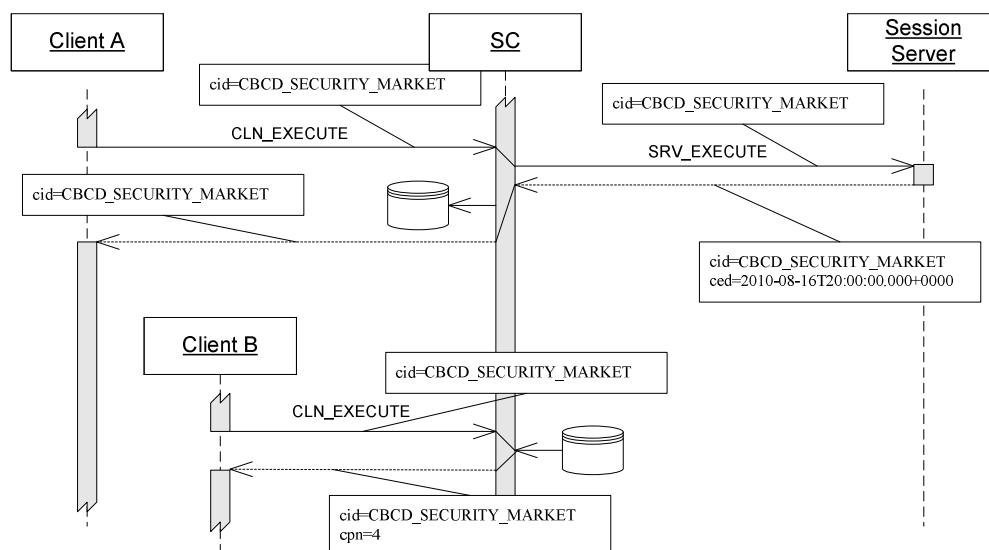 Client A
SC
Session
Server
cid=CBCD_SECURITY_MARKET
cid=CBCD_SECURITY_MARKET
CLN_EXECUTE
SRV_EXECUTE
cid=CBCD_SECURITY_MARKET
cid=CBCD_SECURITY_MARKET
ced=2010-08-16T20:00:00.000+0000
Client B
cid=CBCD_SECURITY_MARKET
CLN_EXECUTE
cid=CBCD_SECURITY_MARKET
cpn=4